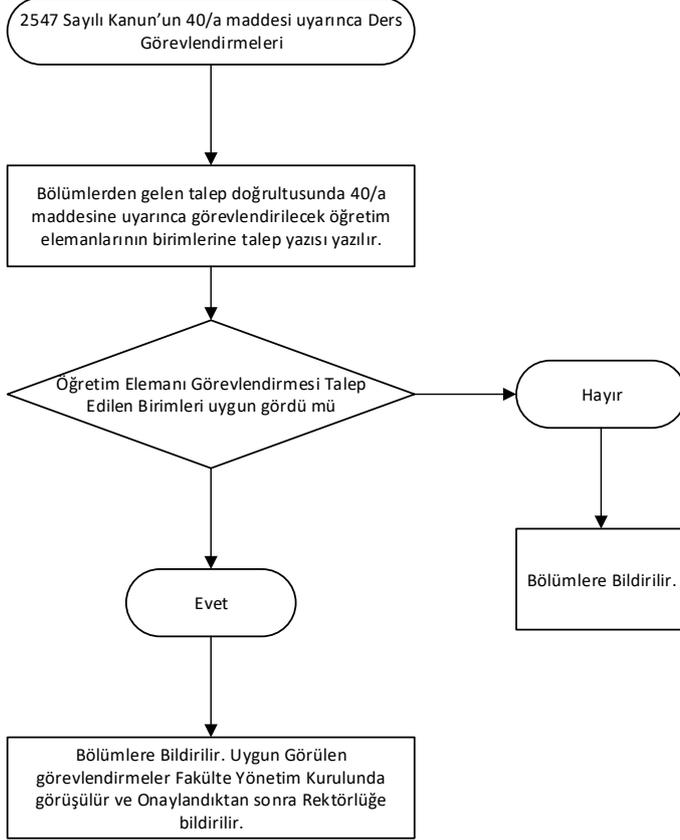 2547 Sayılı Kanun’un 40/a maddesi uyarınca Ders
Görevlendirmeleri
Bölümlerden gelen talep doğrultusunda 40/a
maddesine uyarınca görevlendirilecek öğretim
elemanlarının birimlerine talep yazısı yazılır.
Öğretim Elemanı Görevlendirmesi Talep
Edilen Birimleri uygun gördü mü
Hayır
Bölümlere Bildirilir.
Evet
Bölümlere Bildirilir. Uygun Görülen
görevlendirmeler Fakülte Yönetim Kurulunda
görüşülür ve Onaylandıktan sonra Rektörlüğe
bildirilir.